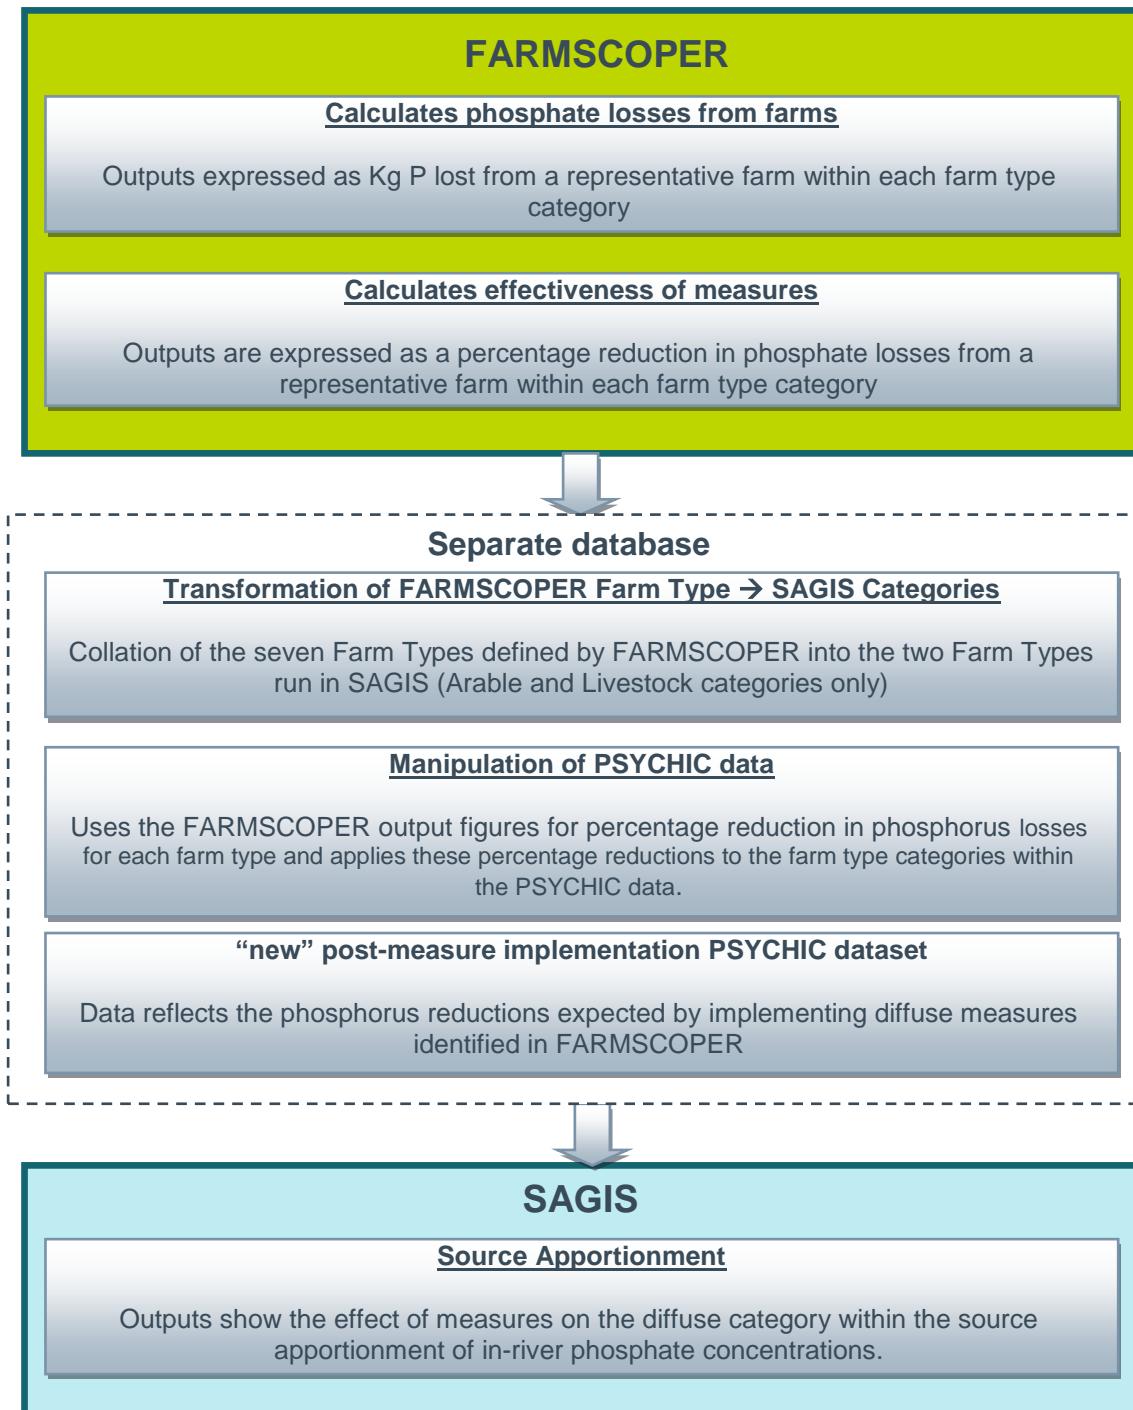 FARMSCOPER
Calculates phosphate losses from farms
Outputs expressed as Kg P lost from a representative farm within each farm type
category
Calculates effectiveness of measures
Outputs are expressed as a percentage reduction in phosphate losses from a
representative farm within each farm type category
Separate database
Transformation of FARMSCOPER Farm Type → SAGIS Categories
Collation of the seven Farm Types defined by FARMSCOPER into the two Farm Types
run in SAGIS (Arable and Livestock categories only)
Manipulation of PSYCHIC data
Uses the FARMSCOPER output figures for percentage reduction in phosphorus losses
for each farm type and applies these percentage reductions to the farm type categories within
the PSYCHIC data.
“new” post-measure implementation PSYCHIC dataset
Data reflects the phosphorus reductions expected by implementing diffuse measures
identified in FARMSCOPER
SAGIS
Source Apportionment
Outputs show the effect of measures on the diffuse category within the source
apportionment of in-river phosphate concentrations.